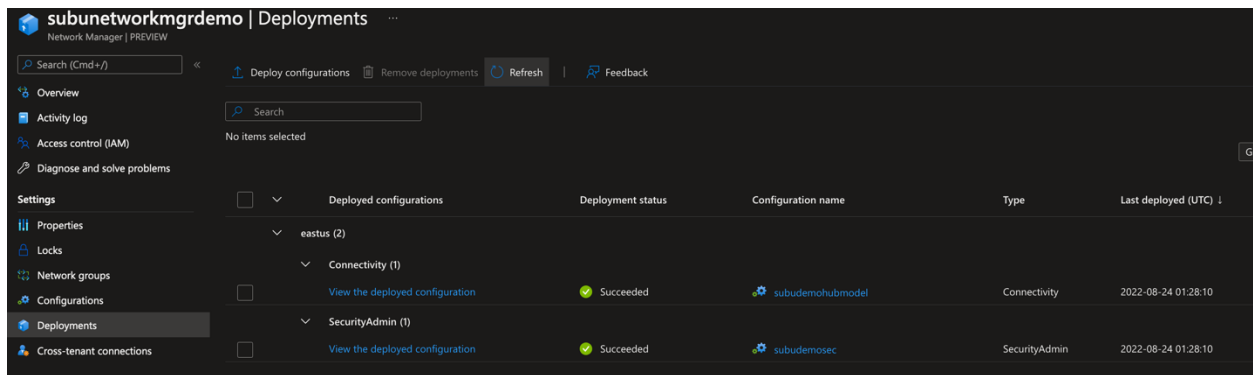 subunetworkmgrdemo | Deployments ...
Network Manager | PREVIEW
Search (Cmd+/) «
Overview
Activity log
Access control (IAM)
Diagnose and solve problems
Settings
Properties
Locks
Network groups
Configurations
Deployments
Cross-tenant connections
Deploy configurations Remove deployments Refresh | Feedback
Search
No items selected
G
Deployed configurations Deployment status Configuration name Type Last deployed (UTC) ↓
eastus (2)
Connectivity (1)
View the deployed configuration Succeeded subudemohubmodel Connectivity 2022-08-24 01:28:10
SecurityAdmin (1)
View the deployed configuration Succeeded subudemosec SecurityAdmin 2022-08-24 01:28:10